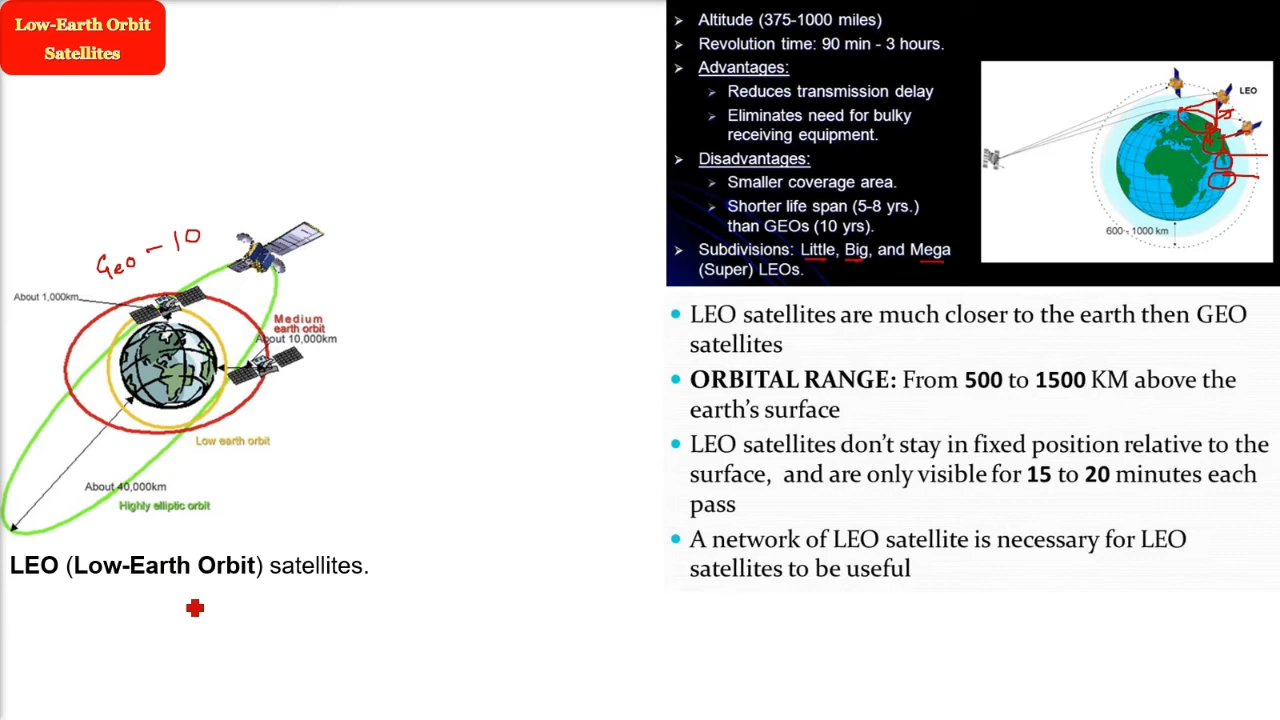 Low-Earth Orbit
Satellites
Geo - 10
About 1,000km
Medium
earth orbit
About 10,000km
Low earth orbit
About 40,000km
Highly elliptic orbit
LEO (Low-Earth Orbit) satellites.
Altitude (375-1000 miles)
Revolution time: 90 min - 3 hours.
Advantages:
Reduces transmission delay
Eliminates need for bulky
receiving equipment.
Disadvantages:
Smaller coverage area.
Shorter life span (5-8 yrs.)
than GEOs (10 yrs).
Subdivisions: Little, Big, and Mega
(Super) LEOs.
LEO
600 - 1000 km
LEO satellites are much closer to the earth then GEO
satellites
ORBITAL RANGE: From 500 to 1500 KM above the
earth's surface
LEO satellites don't stay in fixed position relative to the
surface, and are only visible for 15 to 20 minutes each
pass
A network of LEO satellite is necessary for LEO
satellites to be useful